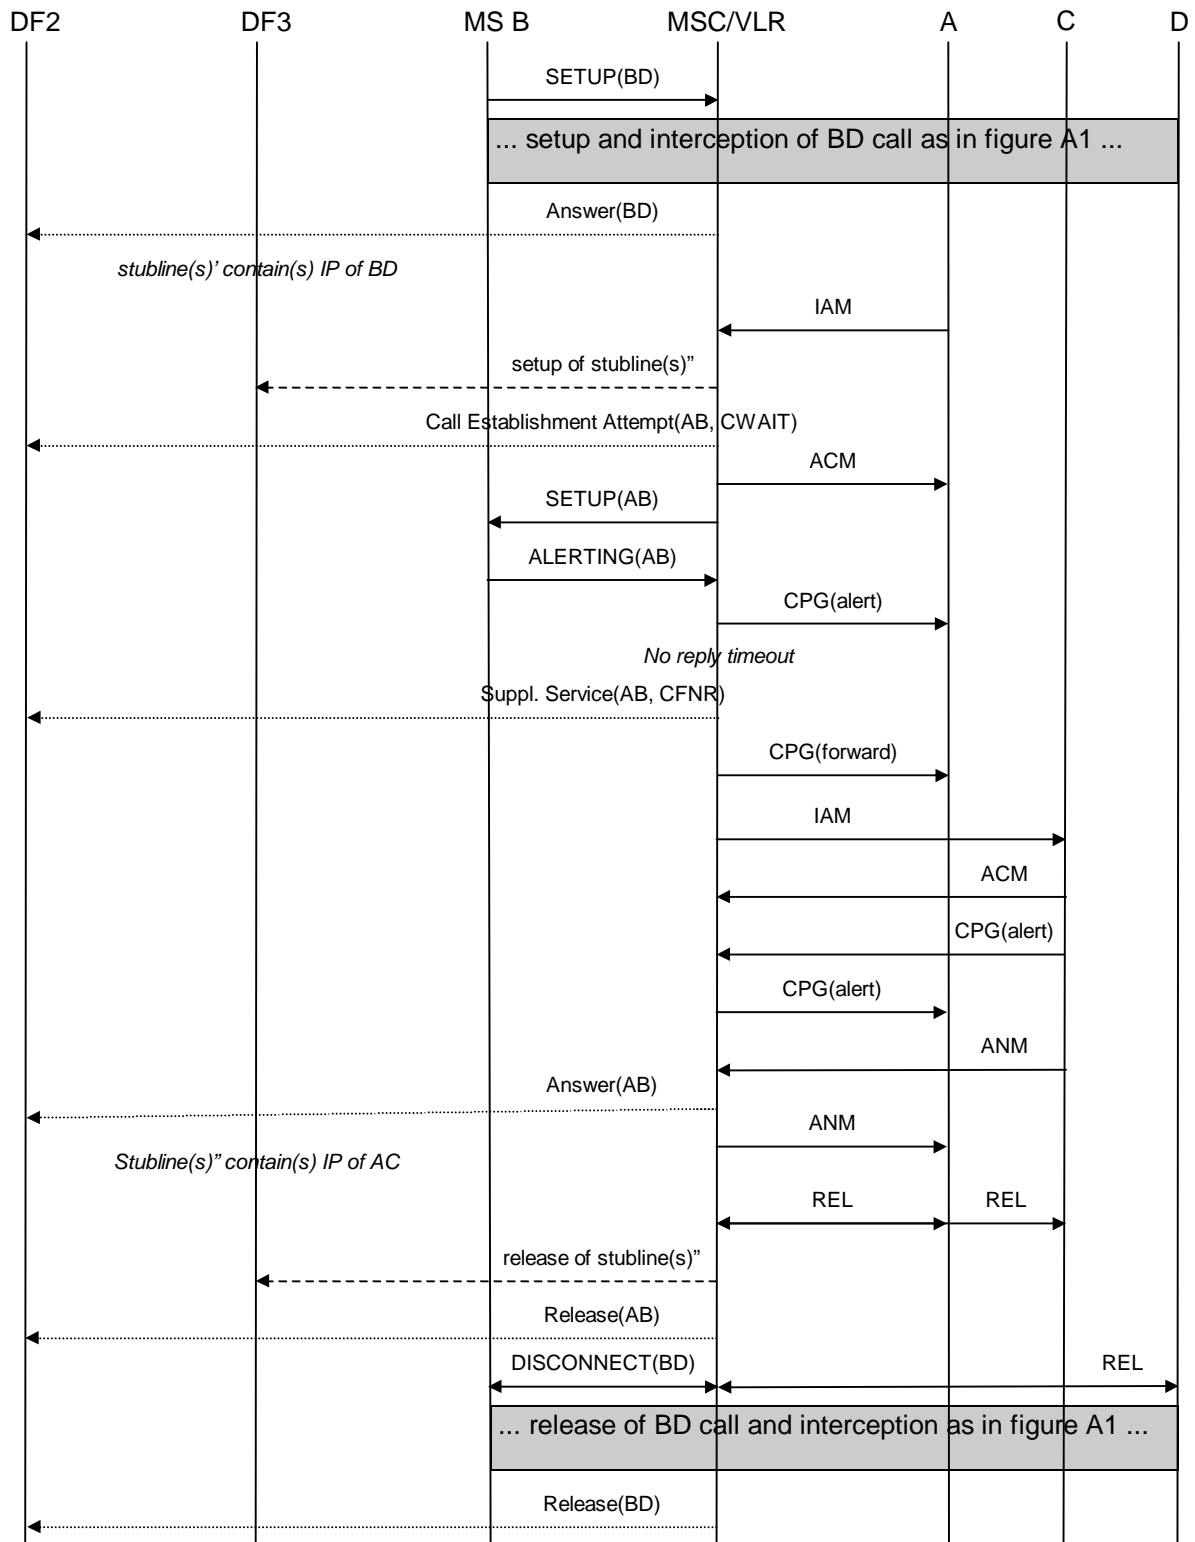 DF2 DF3 MS B MSC/VLR A C D
SETUP(BD)
... setup and interception of BD call as in figure A1 ...
Answer(BD)
stubline(s)’ contain(s) IP of BD
IAM
setup of stubline(s)”
Call Establishment Attempt(AB, CWAIT)
ACM
SETUP(AB)
ALERTING(AB)
CPG(alert)
No reply timeout
Suppl. Service(AB, CFNR)
CPG(forward)
IAM
ACM
CPG(alert)
CPG(alert)
ANM
Answer(AB)
ANM
Stubline(s)” contain(s) IP of AC
REL REL
release of stubline(s)”
Release(AB)
DISCONNECT(BD) REL
... release of BD call and interception as in figure A1 ...
Release(BD)